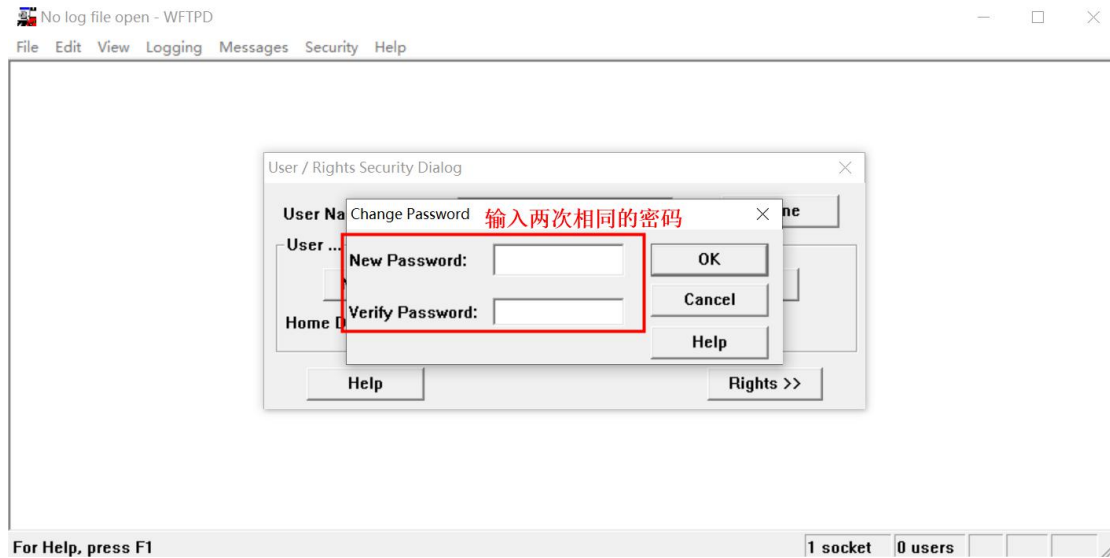 No log file open - WFTPD
File Edit View Logging Messages Security Help
User / Rights Security Dialog
User Na
ne
Change Password 输入两次相同的密码
User ...
New Password:
OK
Cancel
Verify Password:
Home D
Help
Help
Rights >>
For Help, press F1
1 socket 0 users